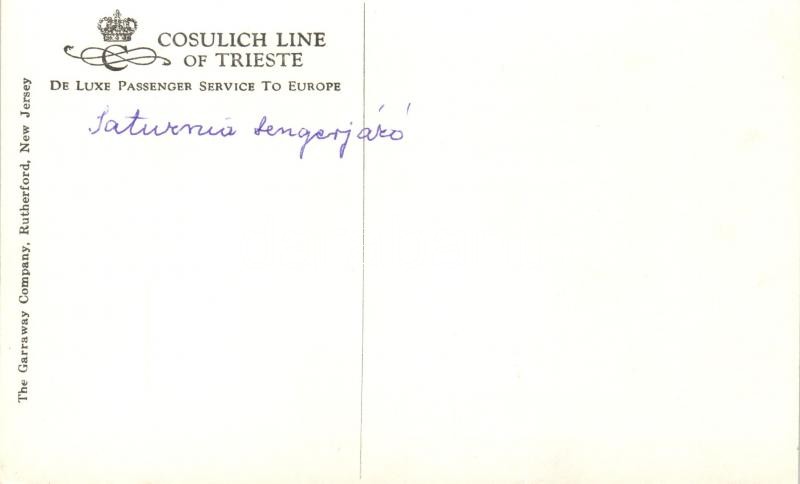 COSULICH LINE
OF TRIESTE
DE LUXE PASSENGER SERVICE TO EUROPE
Saturnia tengerjáró
The Garraway Company, Rutherford, New Jersey